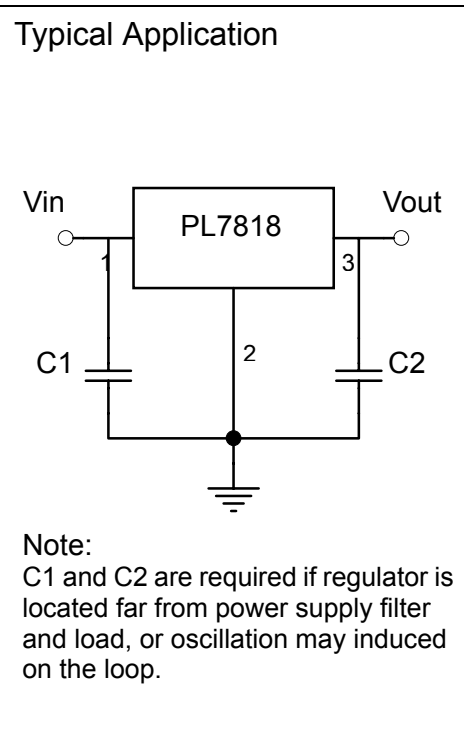 Typical Application
Vin
Vout
PL7818
1
3
2
C1
C2
Note:
C1 and C2 are required if regulator is
located far from power supply filter
and load, or oscillation may induced
on the loop.